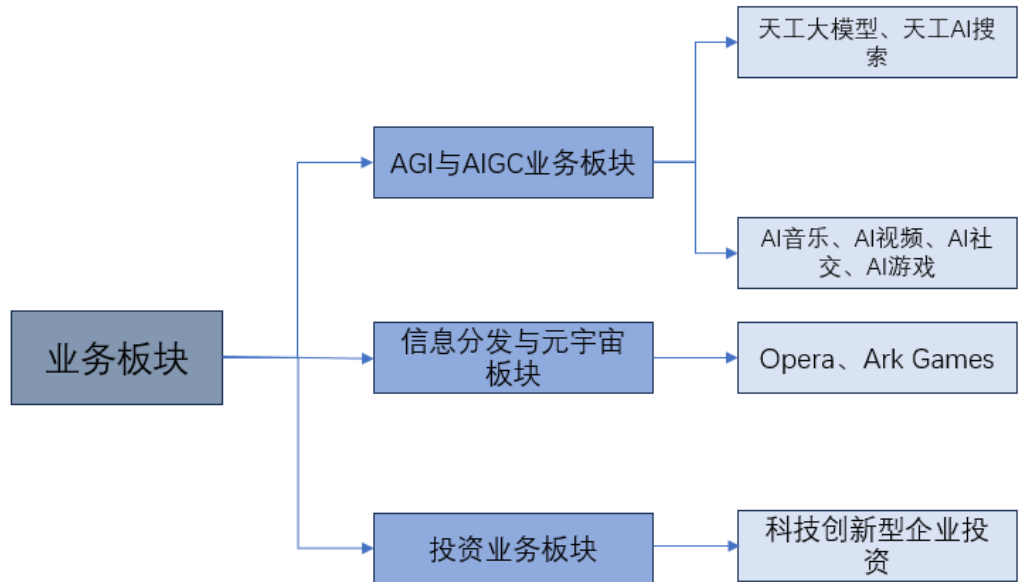 天工大模型、天工AI搜
索
AGI与AIGC业务板块
AI音乐、AI视频、AI社
交、AI游戏
业务板块
信息分发与元宇宙
板块
Opera、Ark Games
投资业务板块
科技创新型企业投
资